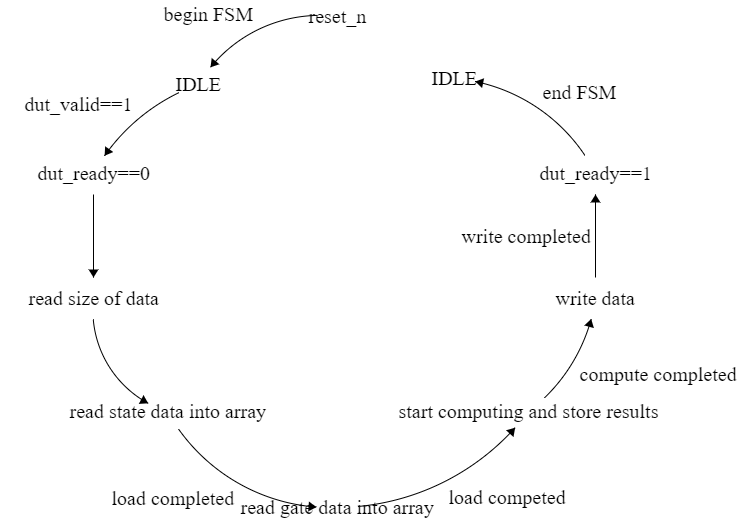 begin FSM
reset_n
IDLE
IDLE
end FSM
dut_valid==1
dut_ready==0
dut_ready==1
write completed
read size of data
write data
compute completed
read state data into array
start computing and store results
load completed
read gate data into array
load competed